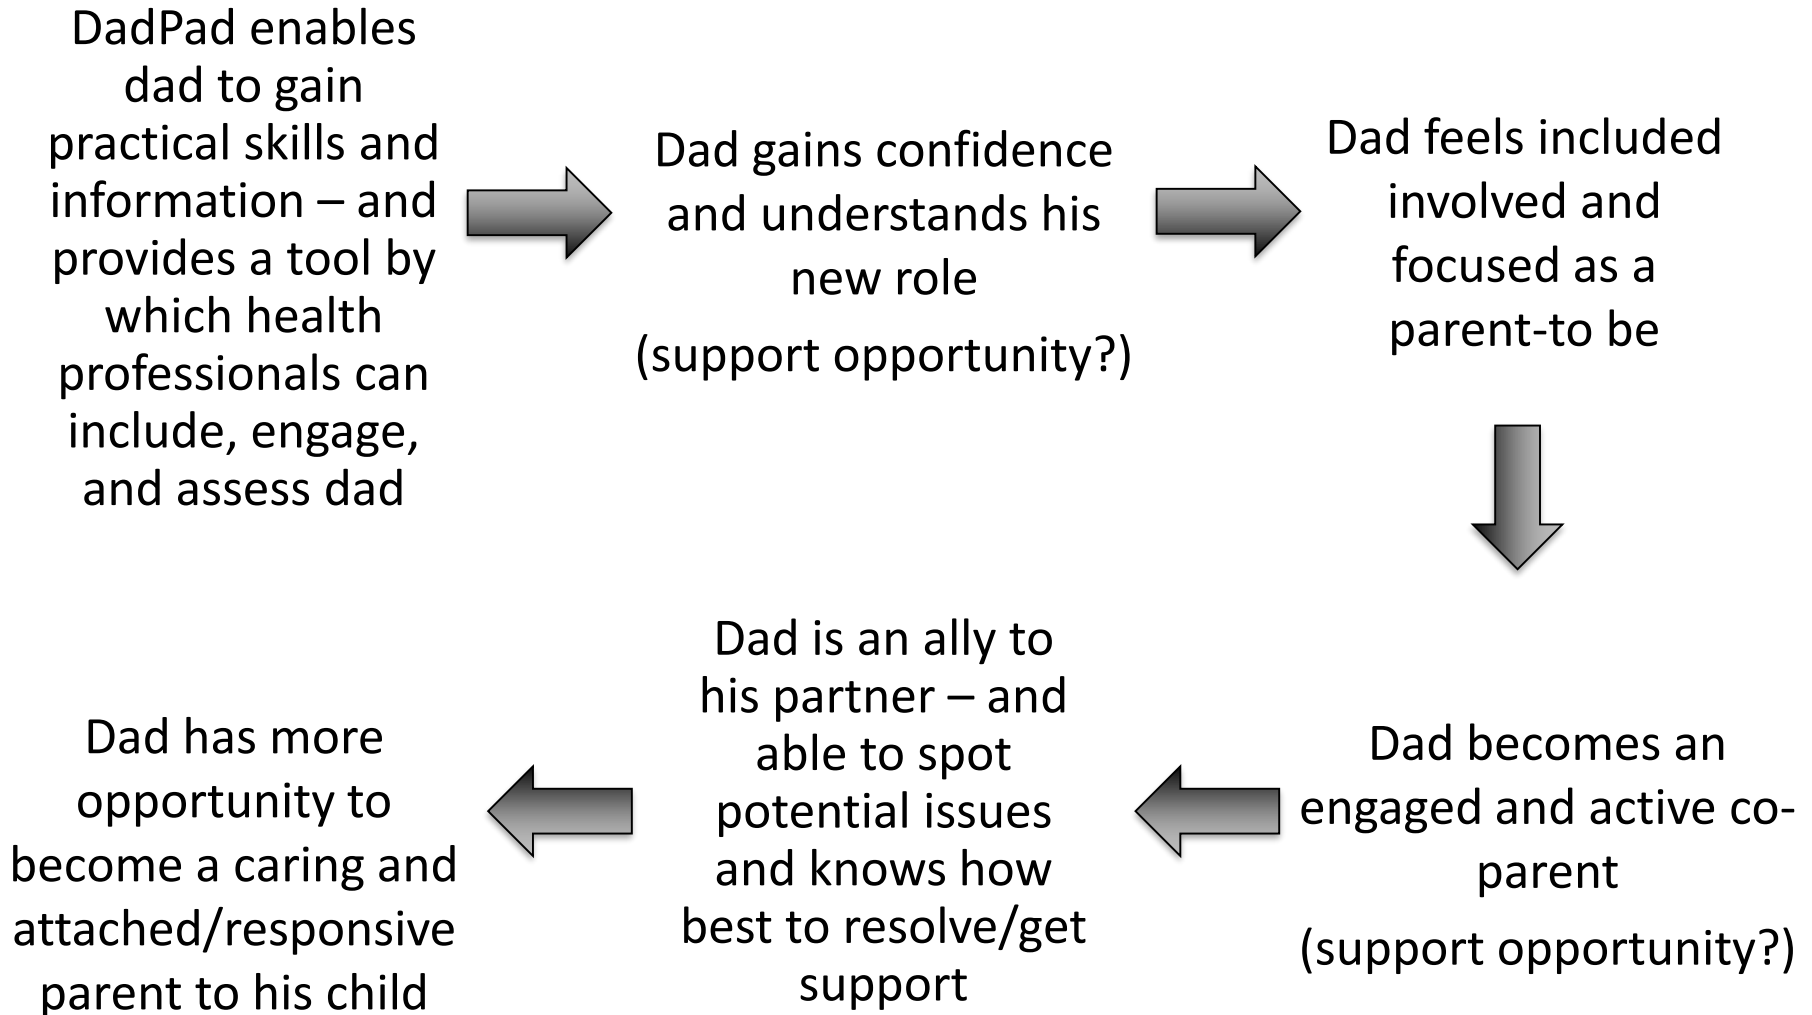 DadPad enables
dad to gain
practical skills and
information – and
provides a tool by
which health
professionals can
include, engage,
and assess dad
Dad gains confidence
and understands his
new role
(support opportunity?)
Dad feels included
involved and
focused as a
parent-to be
Dad becomes an
engaged and active co-
parent
(support opportunity?)
Dad is an ally to
his partner – and
able to spot
potential issues
and knows how
best to resolve/get
support
Dad has more
opportunity to
become a caring and
attached/responsive
parent to his child